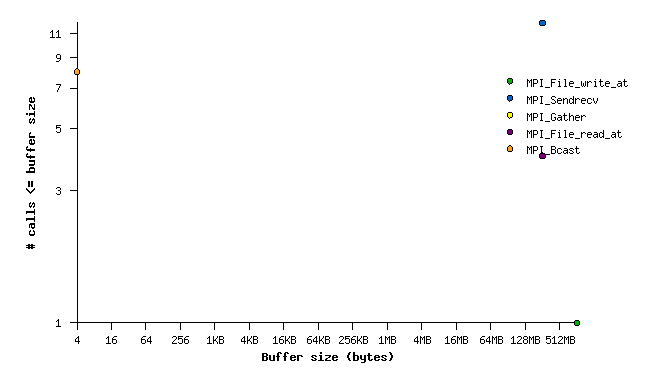 11
9
7
5
3
1
# calls <= buffer size
MPI_File_write_at
MPI_Sendrecv
MPI_Gather
MPI_File_read_at
MPI_Bcast
4 16 64 256 1KB 4KB 16KB 64KB 256KB 1MB 4MB 16MB 64MB 128MB 512MB
Buffer size (bytes)